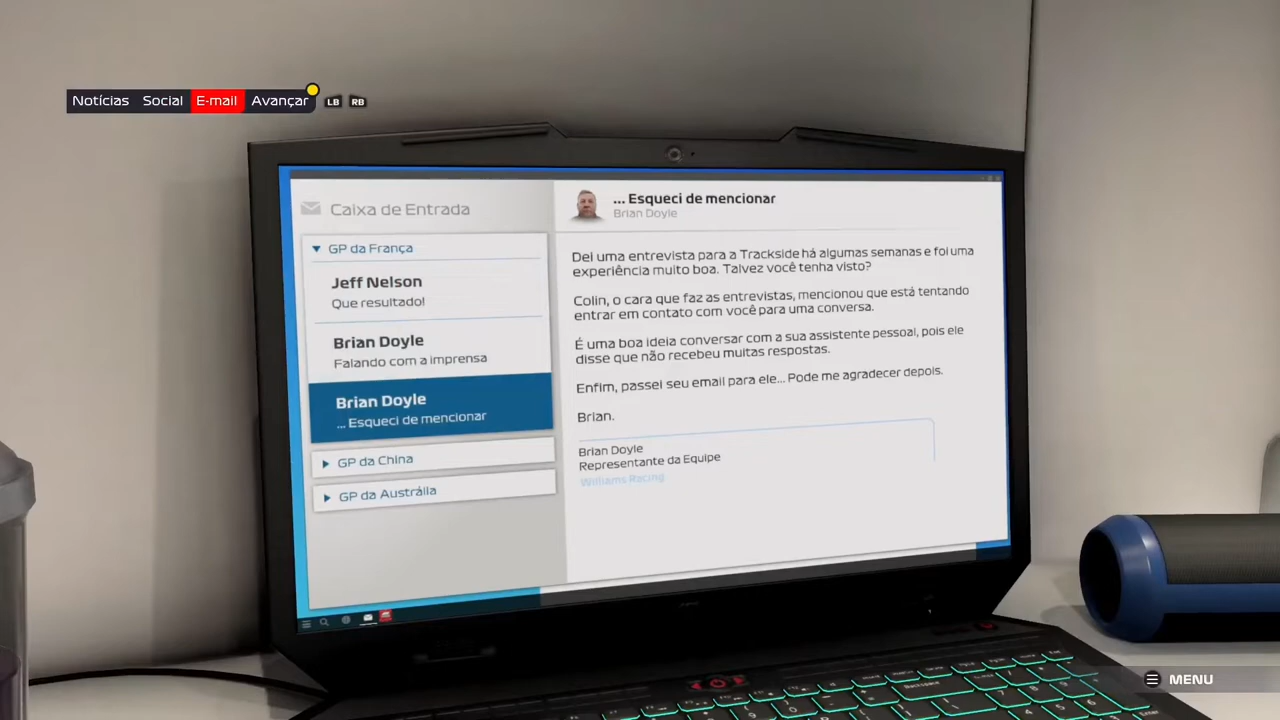 Notícias Social E-mail Avançar LB RB
Caixa de Entrada
GP da França
Jeff Nelson
Que resultado!
Brian Doyle
Falando com a imprensa
Brian Doyle
... Esqueci de mencionar
GP da China
GP da Austrália
... Esqueci de mencionar
Brian Doyle
Dei uma entrevista para a Trackside há algumas semanas e foi uma
experiência muito boa. Talvez você tenha visto?
Colin, o cara que faz as entrevistas, mencionou que está tentando
entrar em contato com você para uma conversa.
É uma boa ideia conversar com a sua assistente pessoal, pois ele
disse que não recebeu muitas respostas.
Enfim, passei seu email para ele... Pode me agradecer depois.
Brian.
Brian Doyle
Representante da Equipe
Williams Racing
Backspace
Enter
MENU